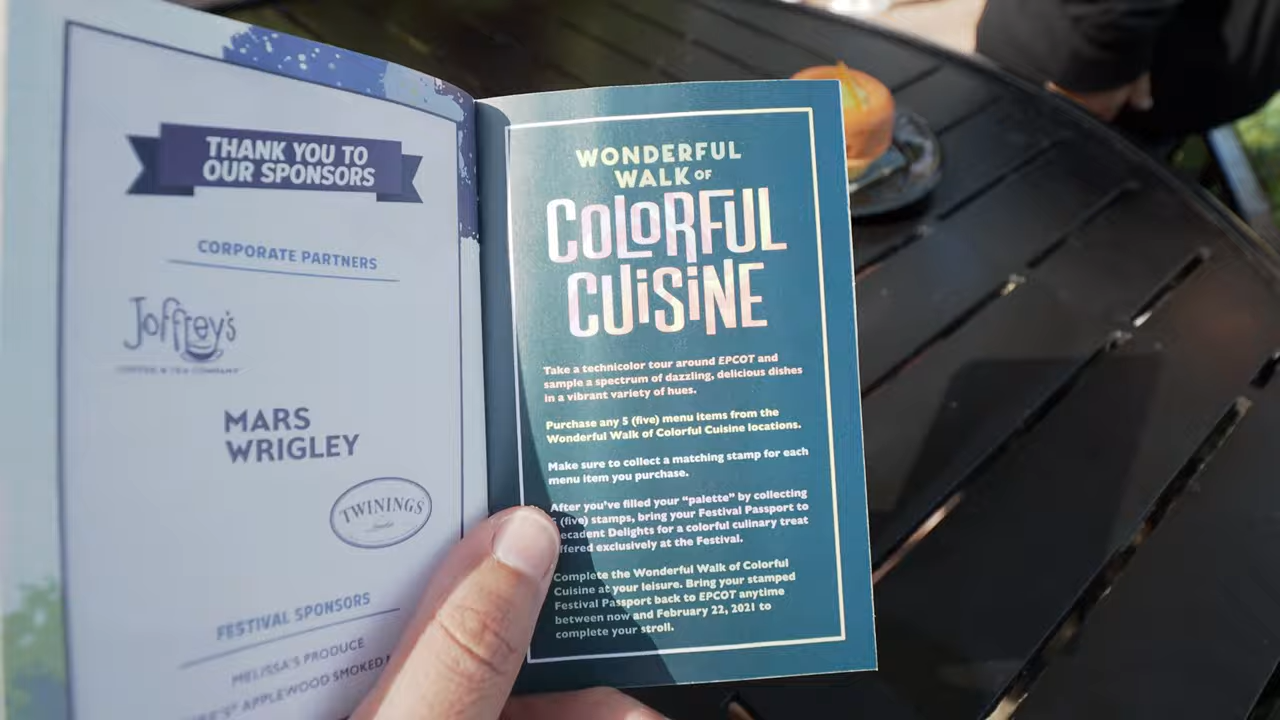 THANK YOU TO
OUR SPONSORS
CORPORATE PARTNERS
Joffrey's
COFFEE & TEA COMPANY
MARS
WRIGLEY
TWININGS
FESTIVAL SPONSORS
MELISSA'S PRODUCE
APPLEWOOD SMOKED
WONDERFUL
WALK OF
COLORFUL
CUISINE
Take a technicolor tour around EPCOT and
sample a spectrum of dazzling, delicious dishes
in a vibrant variety of hues.
Purchase any 5 (five) menu items from the
Wonderful Walk of Colorful Cuisine locations.
Make sure to collect a matching stamp for each
menu item you purchase.
After you've filled your "palette" by collecting
5 (five) stamps, bring your Festival Passport to
ecadent Delights for a colorful culinary treat
ffered exclusively at the Festival.
Complete the Wonderful Walk of Colorful
Cuisine at your leisure. Bring your stamped
Festival Passport back to EPCOT anytime
between now and February 22, 2021 to
complete your stroll.